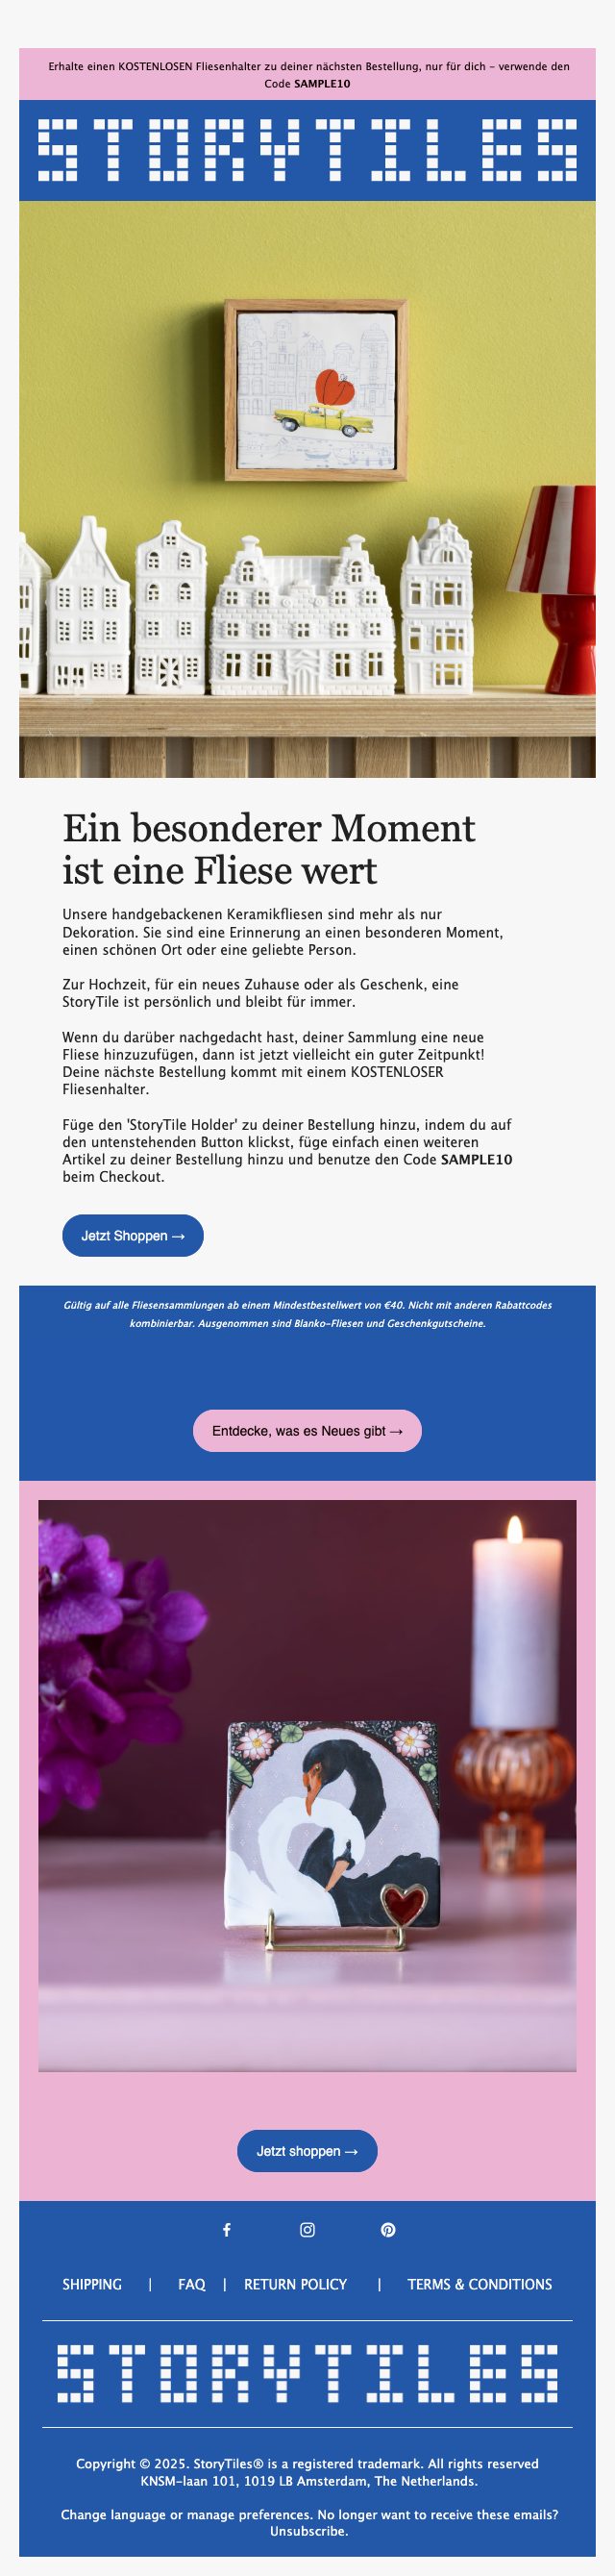 Erhalte einen KOSTENLOSEN Fliesenhalter zu deiner nächsten Bestellung, nur für dich - verwende den
Code SAMPLE10
STORYTILES
Ein besonderer Moment
ist eine Fliese wert
Unsere handgebackenen Keramikfliesen sind mehr als nur
Dekoration. Sie sind eine Erinnerung an einen besonderen Moment,
einen schönen Ort oder eine geliebte Person.
Zur Hochzeit, für ein neues Zuhause oder als Geschenk, eine
StoryTile ist persönlich und bleibt für immer.
Wenn du darüber nachgedacht hast, deiner Sammlung eine neue
Fliese hinzuzufügen, dann ist jetzt vielleicht ein guter Zeitpunkt!
Deine nächste Bestellung kommt mit einem KOSTENLOSER
Fliesenhalter.
Füge den 'StoryTile Holder' zu deiner Bestellung hinzu, indem du auf
den untenstehenden Button klickst, füge einfach einen weiteren
Artikel zu deiner Bestellung hinzu und benutze den Code SAMPLE10
beim Checkout.
Jetzt Shoppen →
Gültig auf alle Fliesensammlungen ab einem Mindestbestellwert von €40. Nicht mit anderen Rabattcodes
kombinierbar. Ausgenommen sind Blanko-Fliesen und Geschenkgutscheine.
Entdecke, was es Neues gibt →
Jetzt shoppen →
SHIPPING | FAQ | RETURN POLICY | TERMS & CONDITIONS
STORYTILES
Copyright © 2025. StoryTiles® is a registered trademark. All rights reserved
KNSM-laan 101, 1019 LB Amsterdam, The Netherlands.
Change language or manage preferences. No longer want to receive these emails?
Unsubscribe.